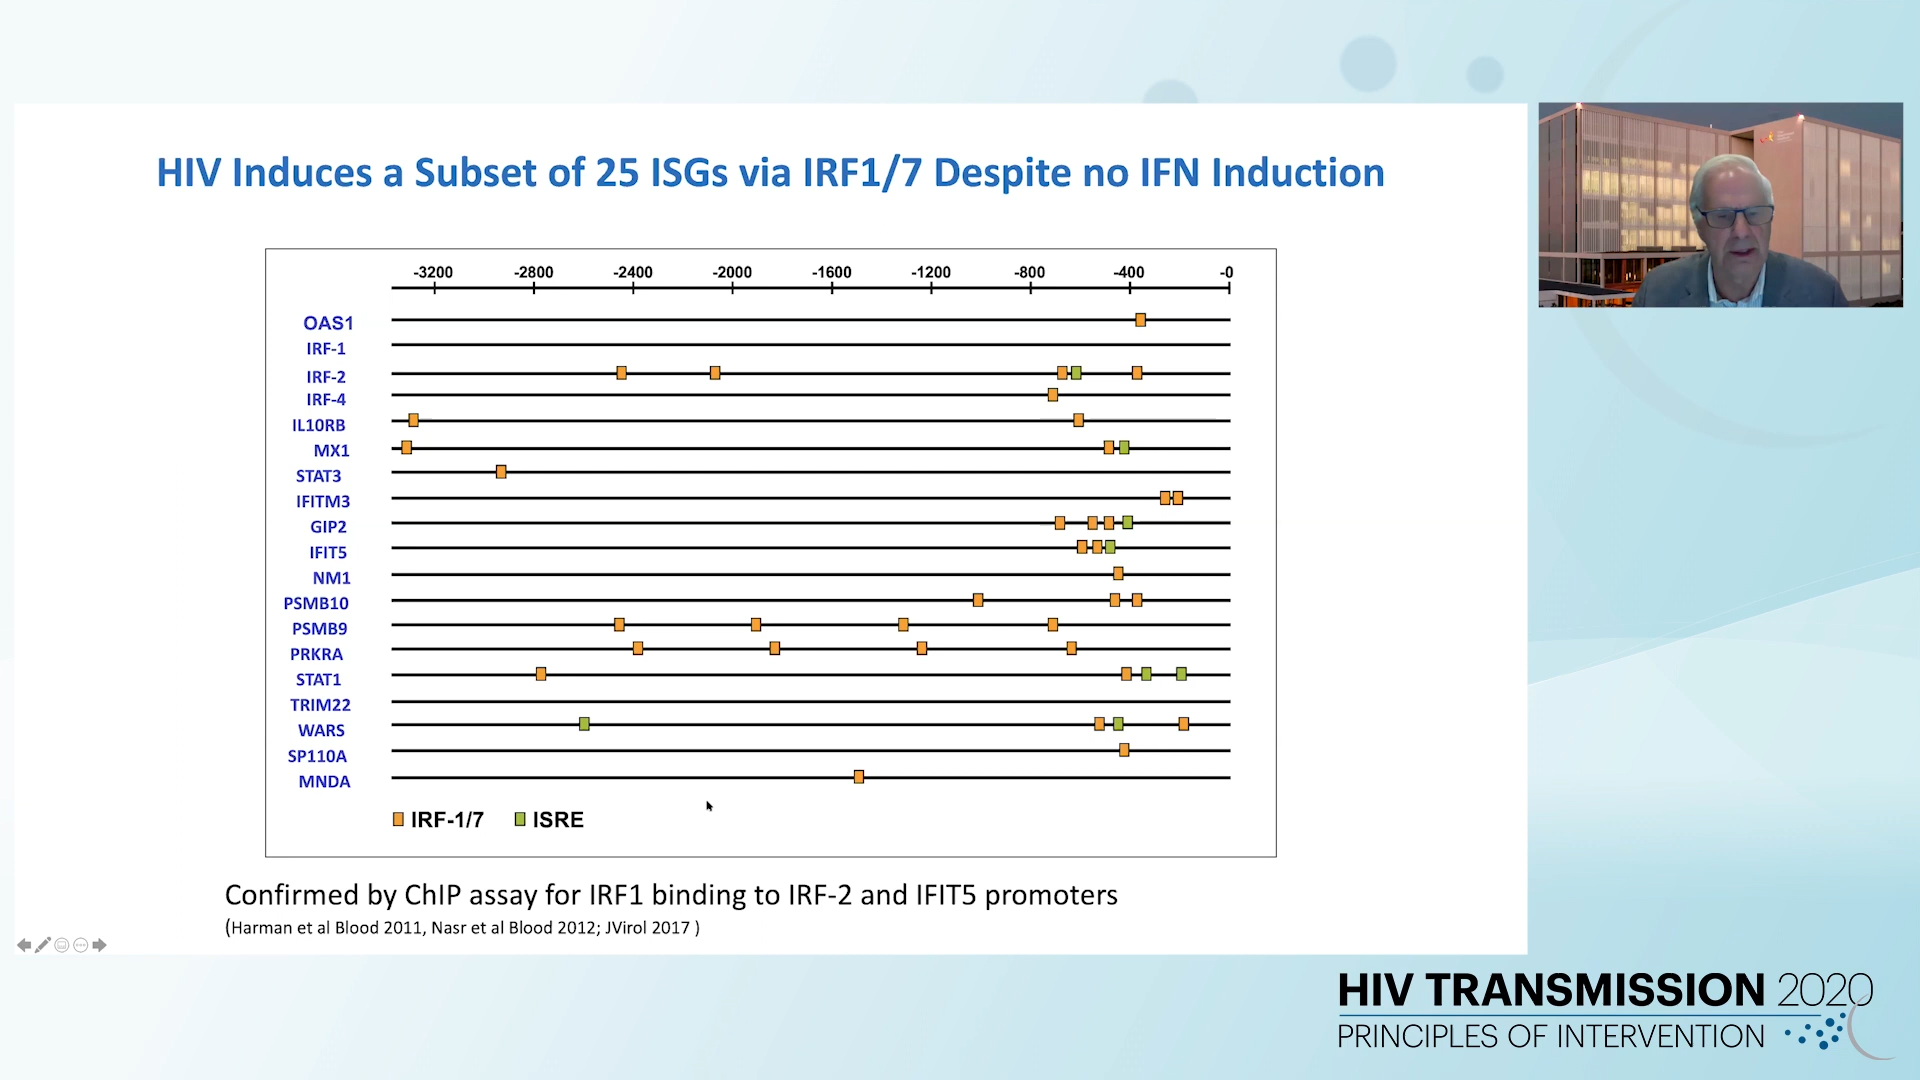 HIV Induces a Subset of 25 ISGs via IRF1/7 Despite no IFN Induction
-3200 -2800 -2400 -2000 -1600 -1200 -800 -400 -0
OAS1
IRF-1
IRF-2
IRF-4
IL10RB
MX1
STAT3
IFITM3
GIP2
IFIT5
NM1
PSMB10
PSMB9
PRKRA
STAT1
TRIM22
WARS
SP110A
MNDA
IRF-1/7 ISRE
Confirmed by ChIP assay for IRF1 binding to IRF-2 and IFIT5 promoters
(Harman et al Blood 2011, Nasr et al Blood 2012; JVirol 2017 )
HIV TRANSMISSION 2020
PRINCIPLES OF INTERVENTION